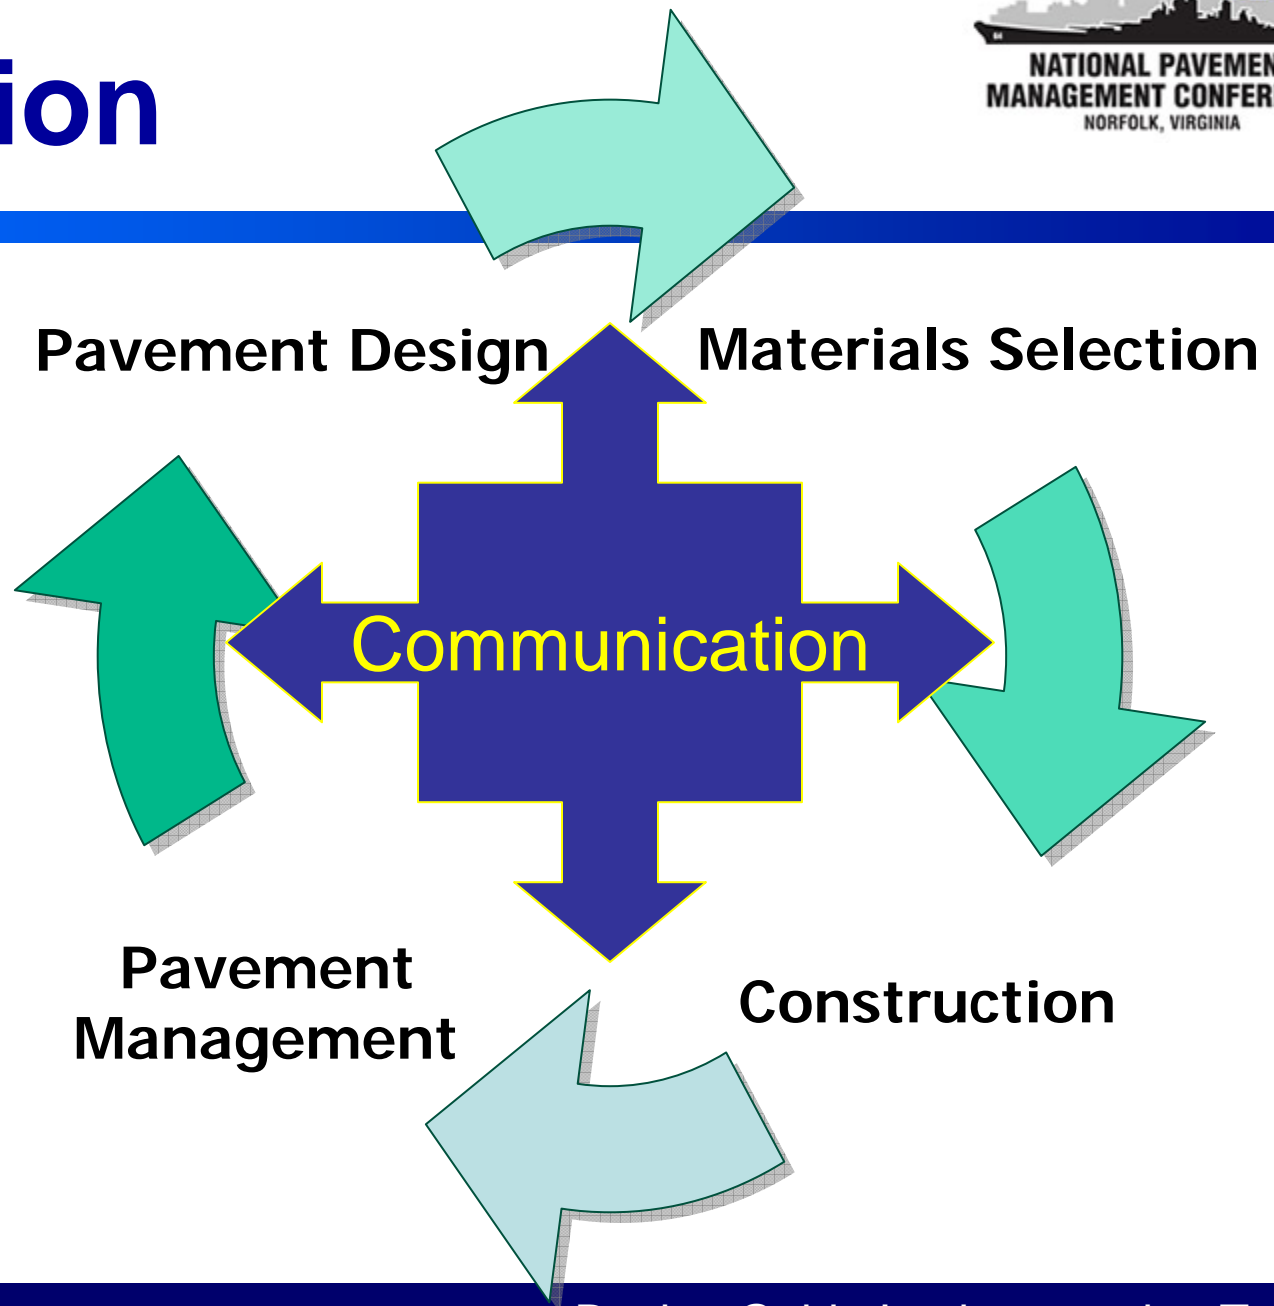 NATIONAL PAVEMEN
MANAGEMENT CONFER
NORFOLK, VIRGINIA
ion
Pavement Design
Materials Selection
Communication
Pavement
Management
Construction